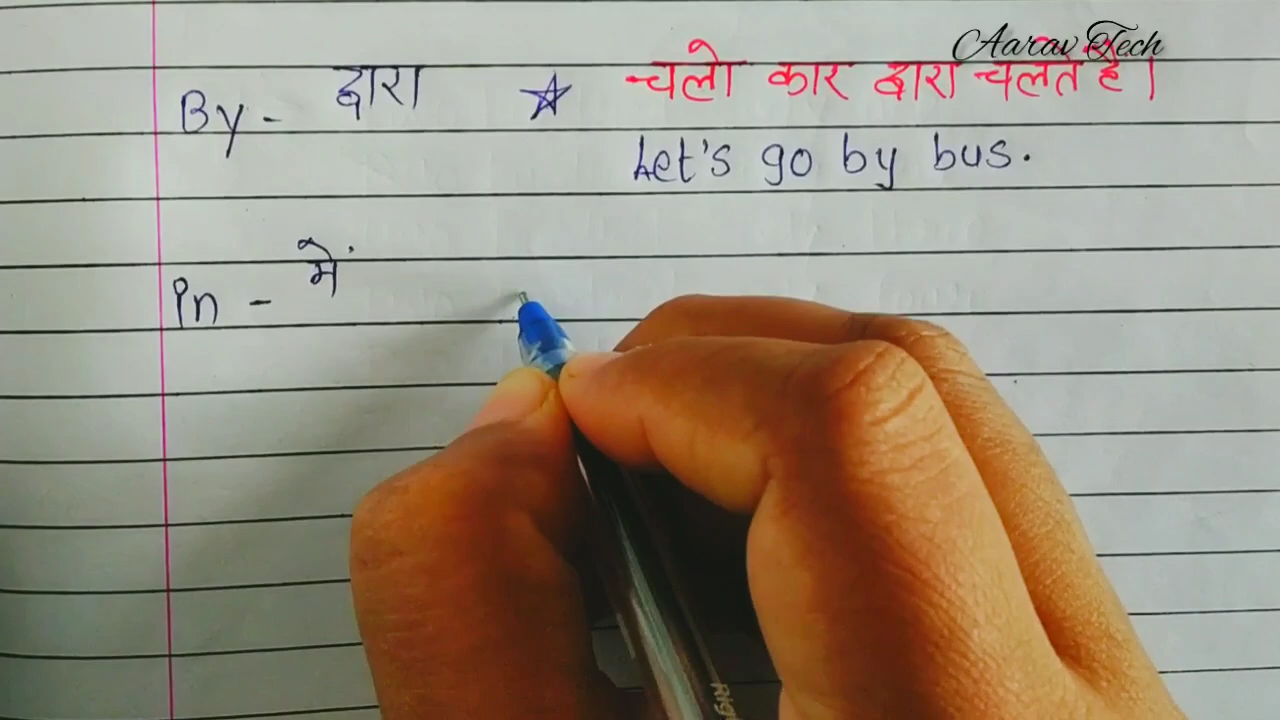 Aarav Tech
By - द्वारा ☆ चलो कार द्वारा चलते है।
Let's go by bus.
in - में